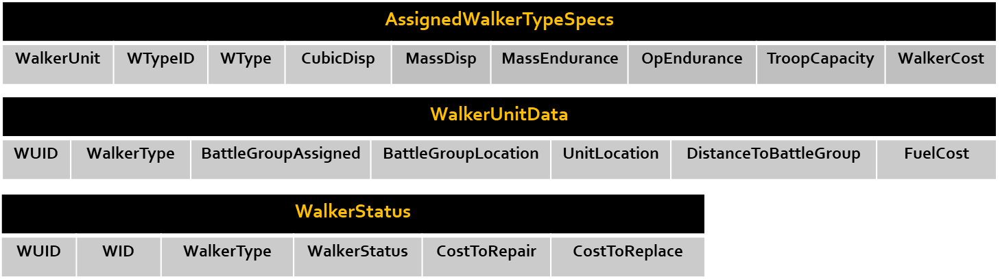 AssignedWalkerTypeSpecs
WalkerUnit WTypeID WType CubicDisp MassDisp MassEndurance OpEndurance TroopCapacity WalkerCost
WalkerUnitData
WUID WalkerType BattleGroupAssigned BattleGroupLocation UnitLocation DistanceToBattleGroup FuelCost
WalkerStatus
WUID WID WalkerType WalkerStatus CostToRepair CostToReplace